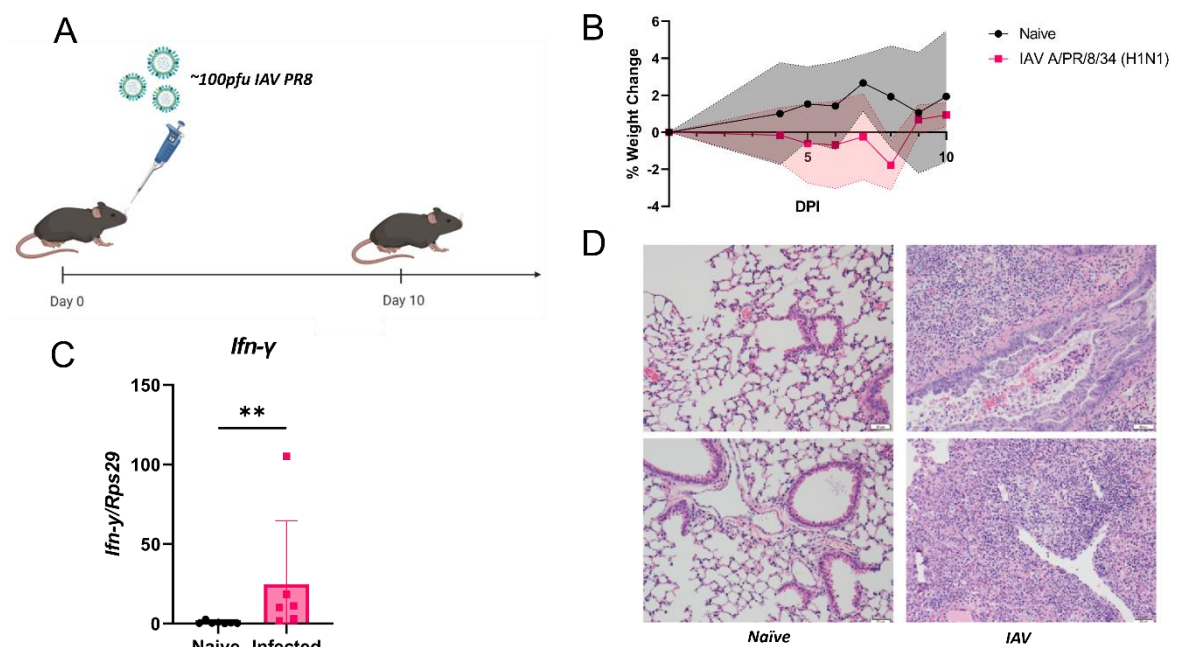 A
~100pfu IAV PR8
Day 0
Day 10
B
% Weight Change
6
4
2
0
-2
-4
5
10
DPI
Naive
IAV A/PR/8/34 (H1N1)
C
Ifn-γ
Ifn-y/Rps29
150
100
50
0
**
Naive Infected
D
Naïve
IAV